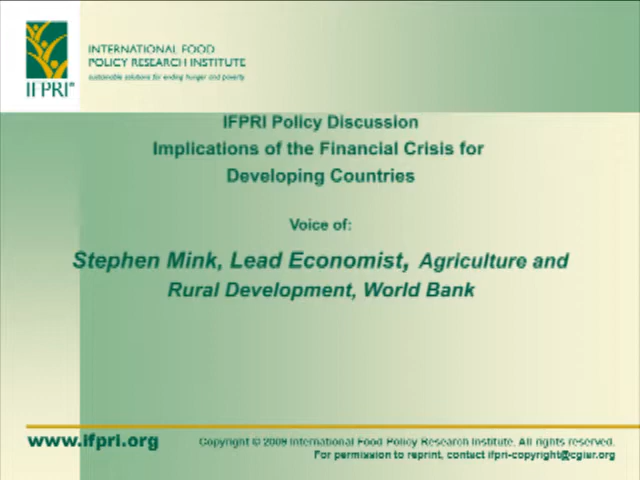 IFPRI®
INTERNATIONAL FOOD
POLICY RESEARCH INSTITUTE
sustainable solutions for ending hunger and poverty
IFPRI Policy Discussion
Implications of the Financial Crisis for
Developing Countries
Voice of:
Stephen Mink, Lead Economist, Agriculture and
Rural Development, World Bank
www.ifpri.org
Copyright © 2009 International Food Policy Research Institute. All rights reserved.
For permission to reprint, contact ifpri-copyright@cgiar.org